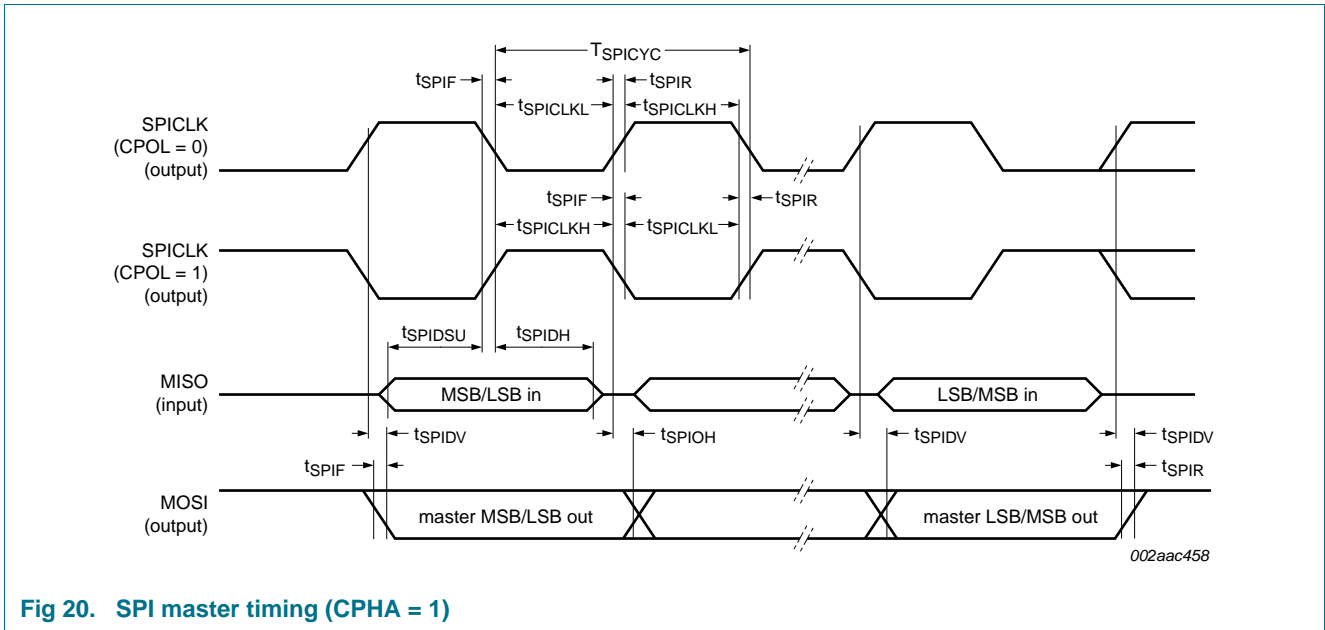 TSPICYC
tSPIF
tSPIR
tSPICLKL
tSPICLKH
SPICLK
(CPOL = 0)
(output)
tSPIF
tSPIR
tSPICLKH
tSPICLKL
SPICLK
(CPOL = 1)
(output)
tSPIDSU
tSPIDH
MISO
(input)
MSB/LSB in
LSB/MSB in
tSPIDV
tSPIOH
tSPIDV
tSPIDV
tSPIF
tSPIR
MOSI
(output)
master MSB/LSB out
master LSB/MSB out
002aac458
Fig 20. SPI master timing (CPHA = 1)